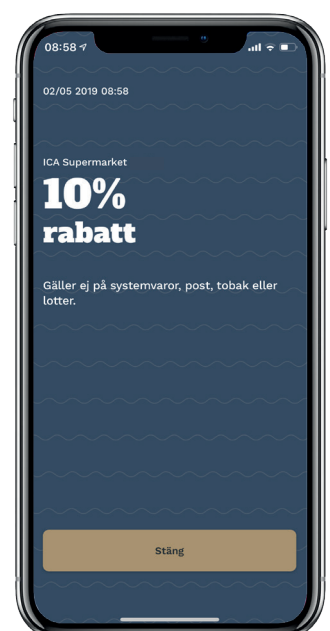 08:58
02/05 2019 08:58
ICA Supermarket
10%
rabatt
Gäller ej på systemvaror, post, tobak eller
lotter.
Stäng